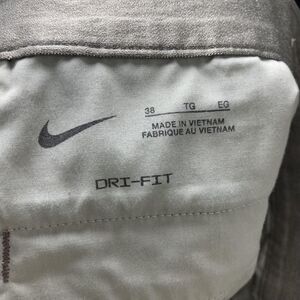 38 TG EG
MADE IN VIETNAM
FABRIQUE AU VIETNAM
DRI-FIT